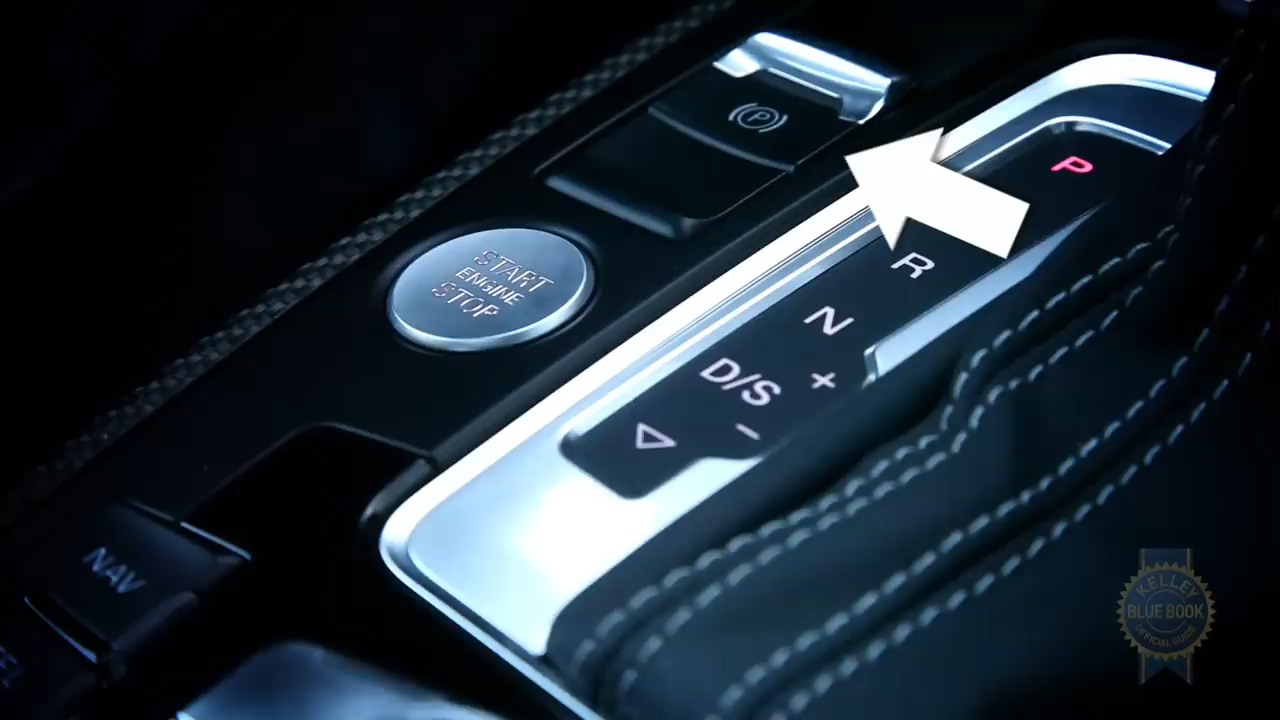 (P)
P
START
ENGINE
STOP
R
N
+
D/S
-
NAV
KELLEY
BLUE BOOK
OFFICIAL GUIDE